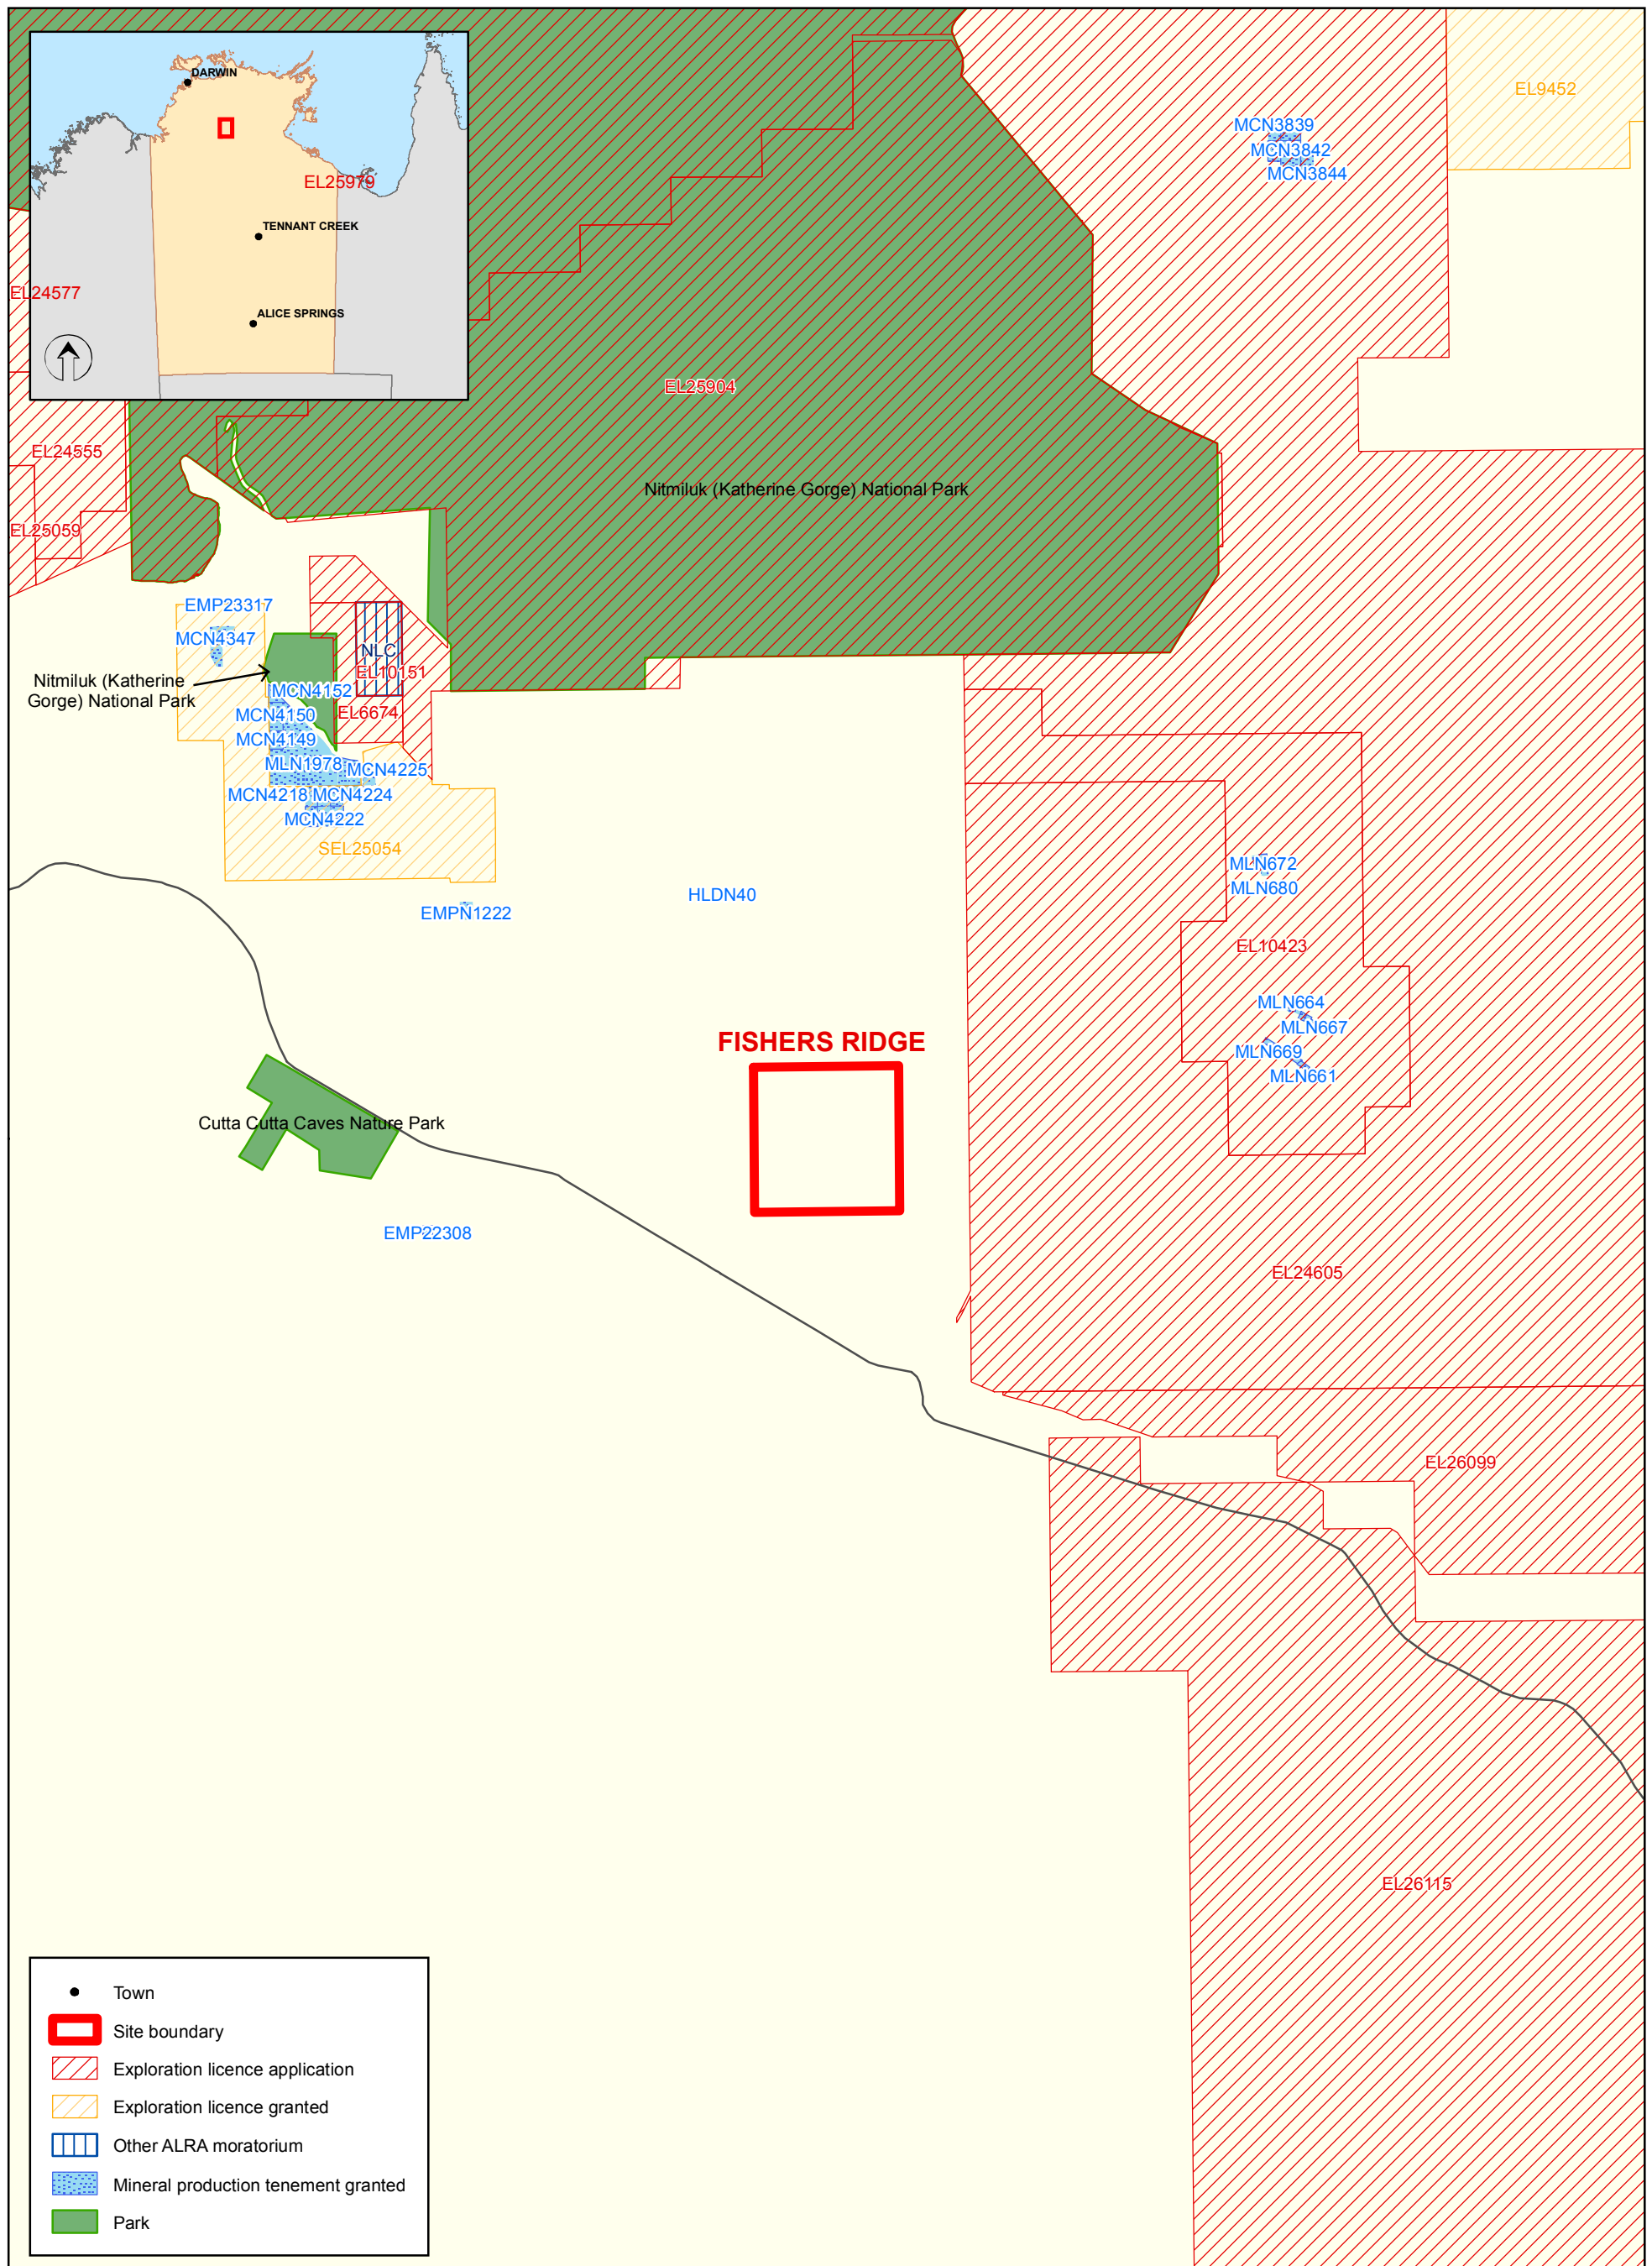 DARWIN
TENNANT CREEK
ALICE SPRINGS
EL25979
EL9452
MCN3839
MCN3842
MCN3844
EL24577
EL25904
EL24555
Nitmiluk (Katherine Gorge) National Park
EL25059
EMP23317
MCN4347
NLC
EL10151
Nitmiluk (Katherine
Gorge) National Park
MCN4152
EL6674
MCN4150
MCN4149
MLN1978
MCN4225
MCN4218
MCN4224
MCN4222
SEL25054
MLN672
MLN680
HLDN40
EMPN1222
EL10423
MLN664
MLN667
FISHERS RIDGE
MLN669
MLN661
Cutta Cutta Caves Nature Park
EMP22308
EL24605
EL26099
EL26115
Town
Site boundary
Exploration licence application
Exploration licence granted
Other ALRA moratorium
Mineral production tenement granted
Park